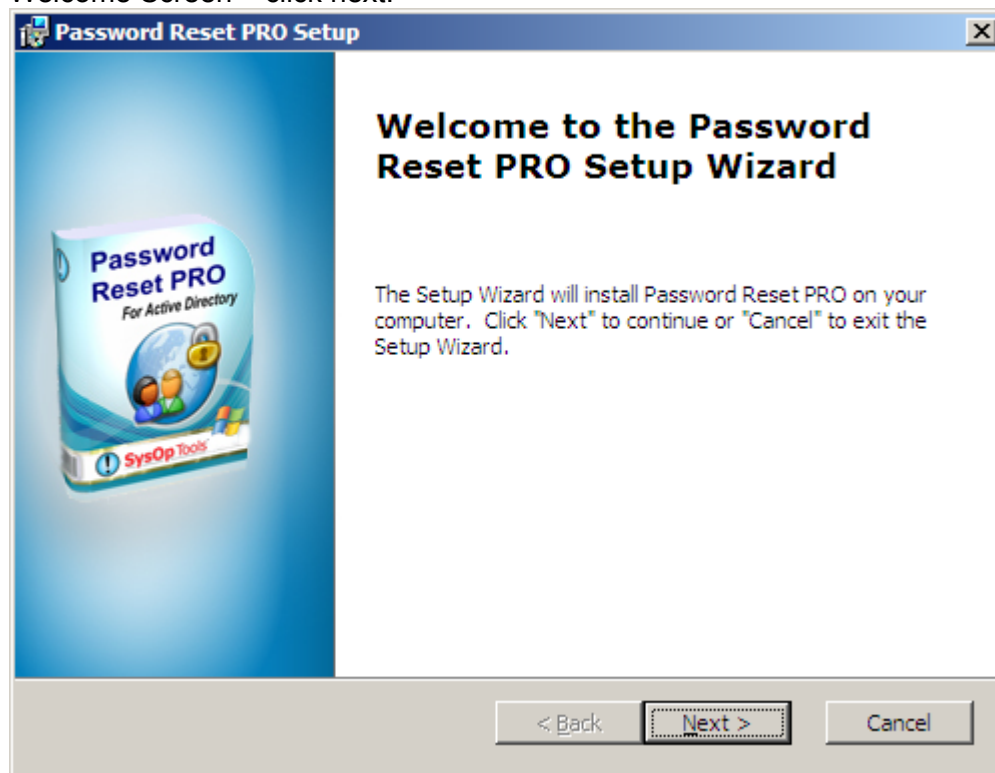 Welcome Screen – click next.
Password Reset PRO Setup
Welcome to the Password
Reset PRO Setup Wizard
Password
Reset PRO
For Active Directory
SysOp Tools
The Setup Wizard will install Password Reset PRO on your
computer. Click "Next" to continue or "Cancel" to exit the
Setup Wizard.
< Back Next > Cancel